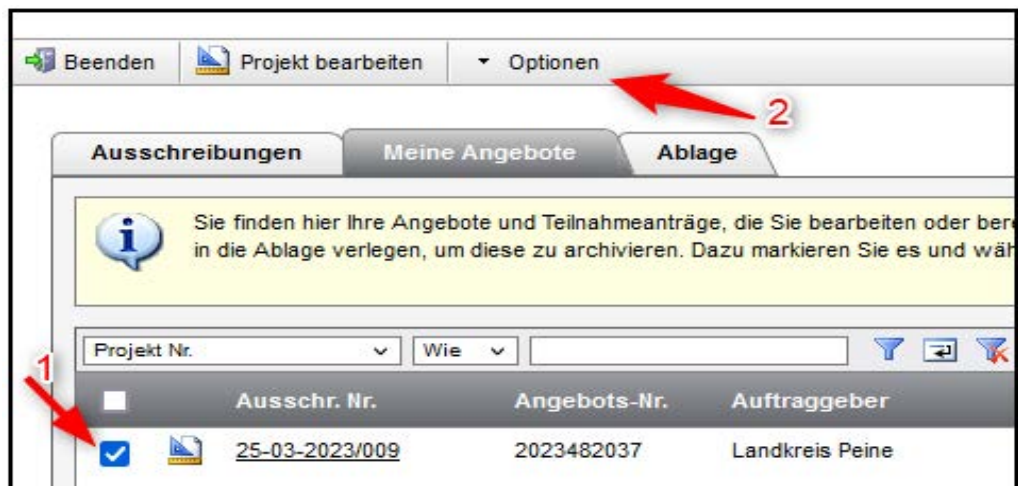 Beenden Projekt bearbeiten Optionen
2
Ausschreibungen Meine Angebote Ablage
Sie finden hier Ihre Angebote und Teilnahmeanträge, die Sie bearbeiten oder ber
in die Ablage verlegen, um diese zu archivieren. Dazu markieren Sie es und wäh
Projekt Nr. Wie
1
Ausschr. Nr. Angebots-Nr. Auftraggeber
25-03-2023/009 2023482037 Landkreis Peine